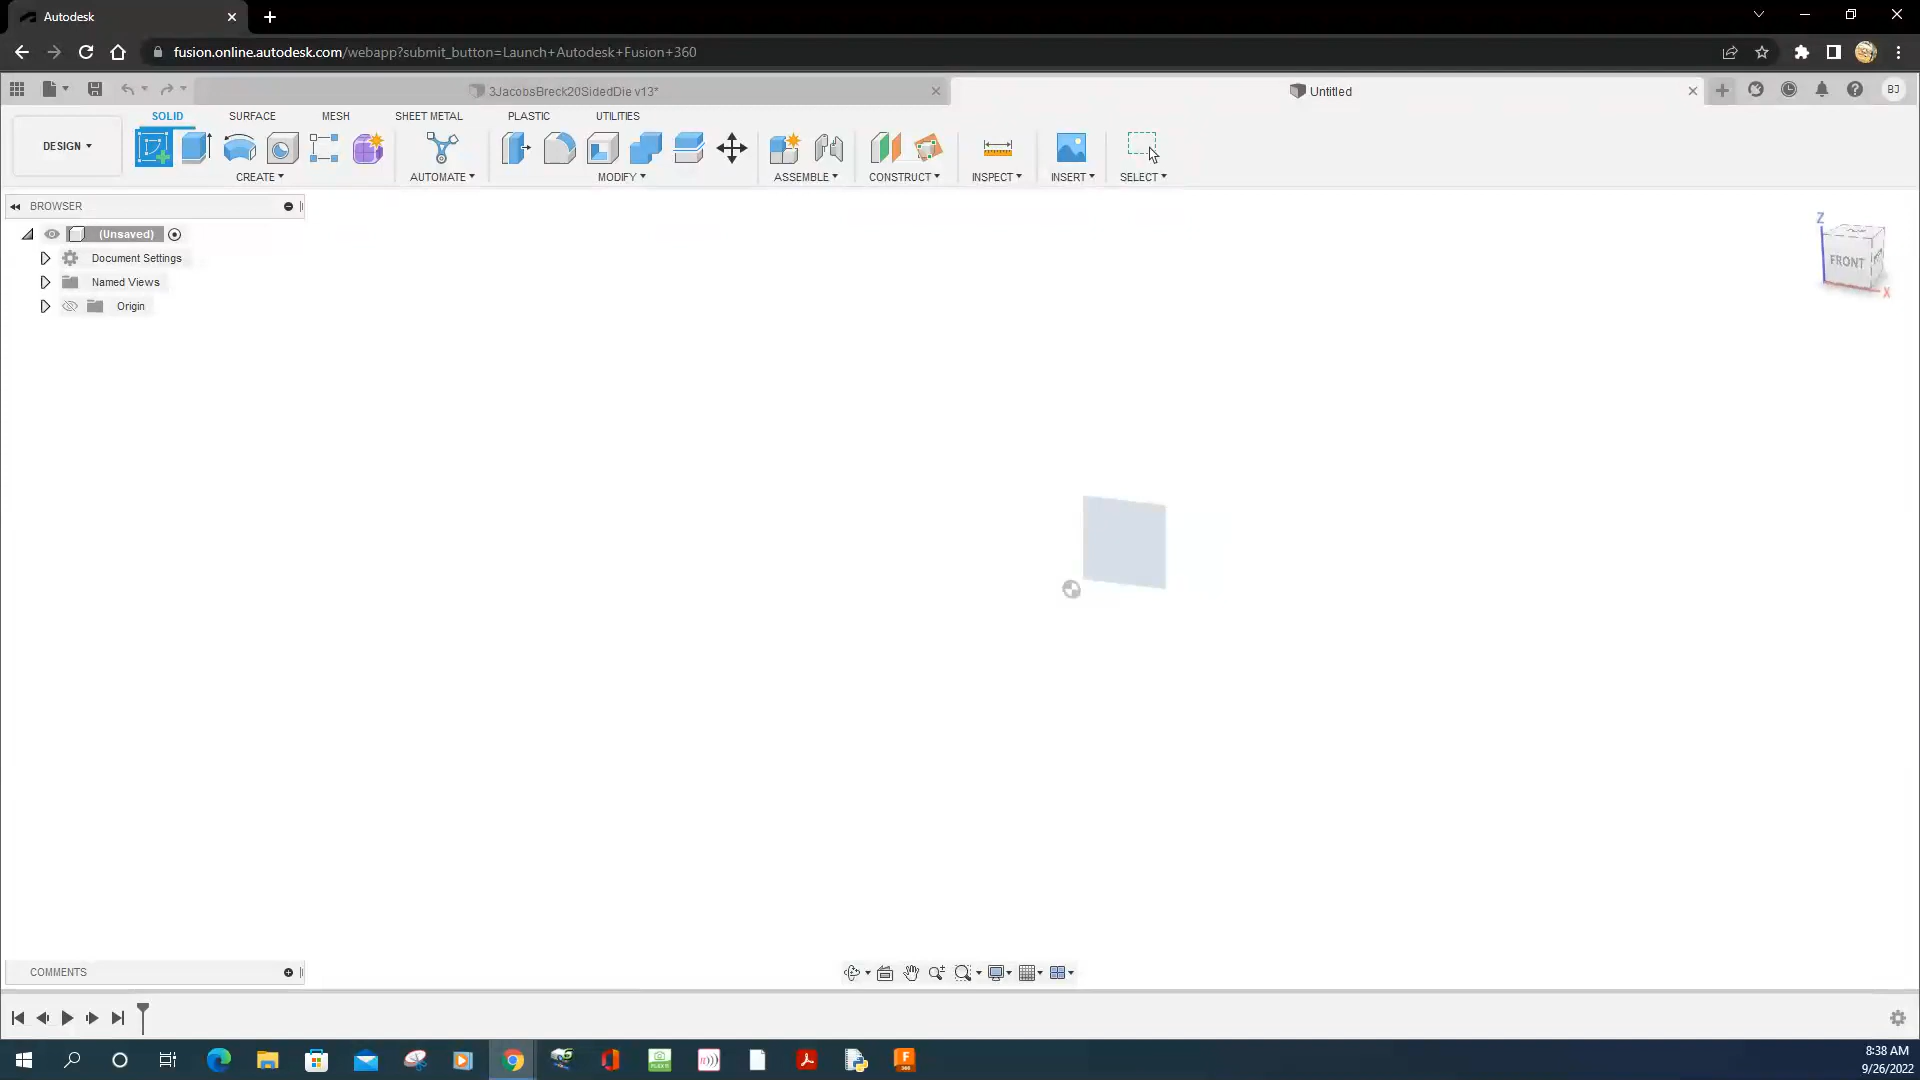 Autodesk
fusion.online.autodesk.com/webapp?submit_button=Launch+Autodesk+Fusion+360
3JacobsBreck20SidedDie v13*
Untitled
BJ
SOLID SURFACE MESH SHEET METAL PLASTIC UTILITIES
DESIGN
CREATE AUTOMATE MODIFY ASSEMBLE CONSTRUCT INSPECT INSERT SELECT
BROWSER
(Unsaved)
Document Settings
Named Views
Origin
Z
FRONT
X
COMMENTS
8:38 AM
9/26/2022